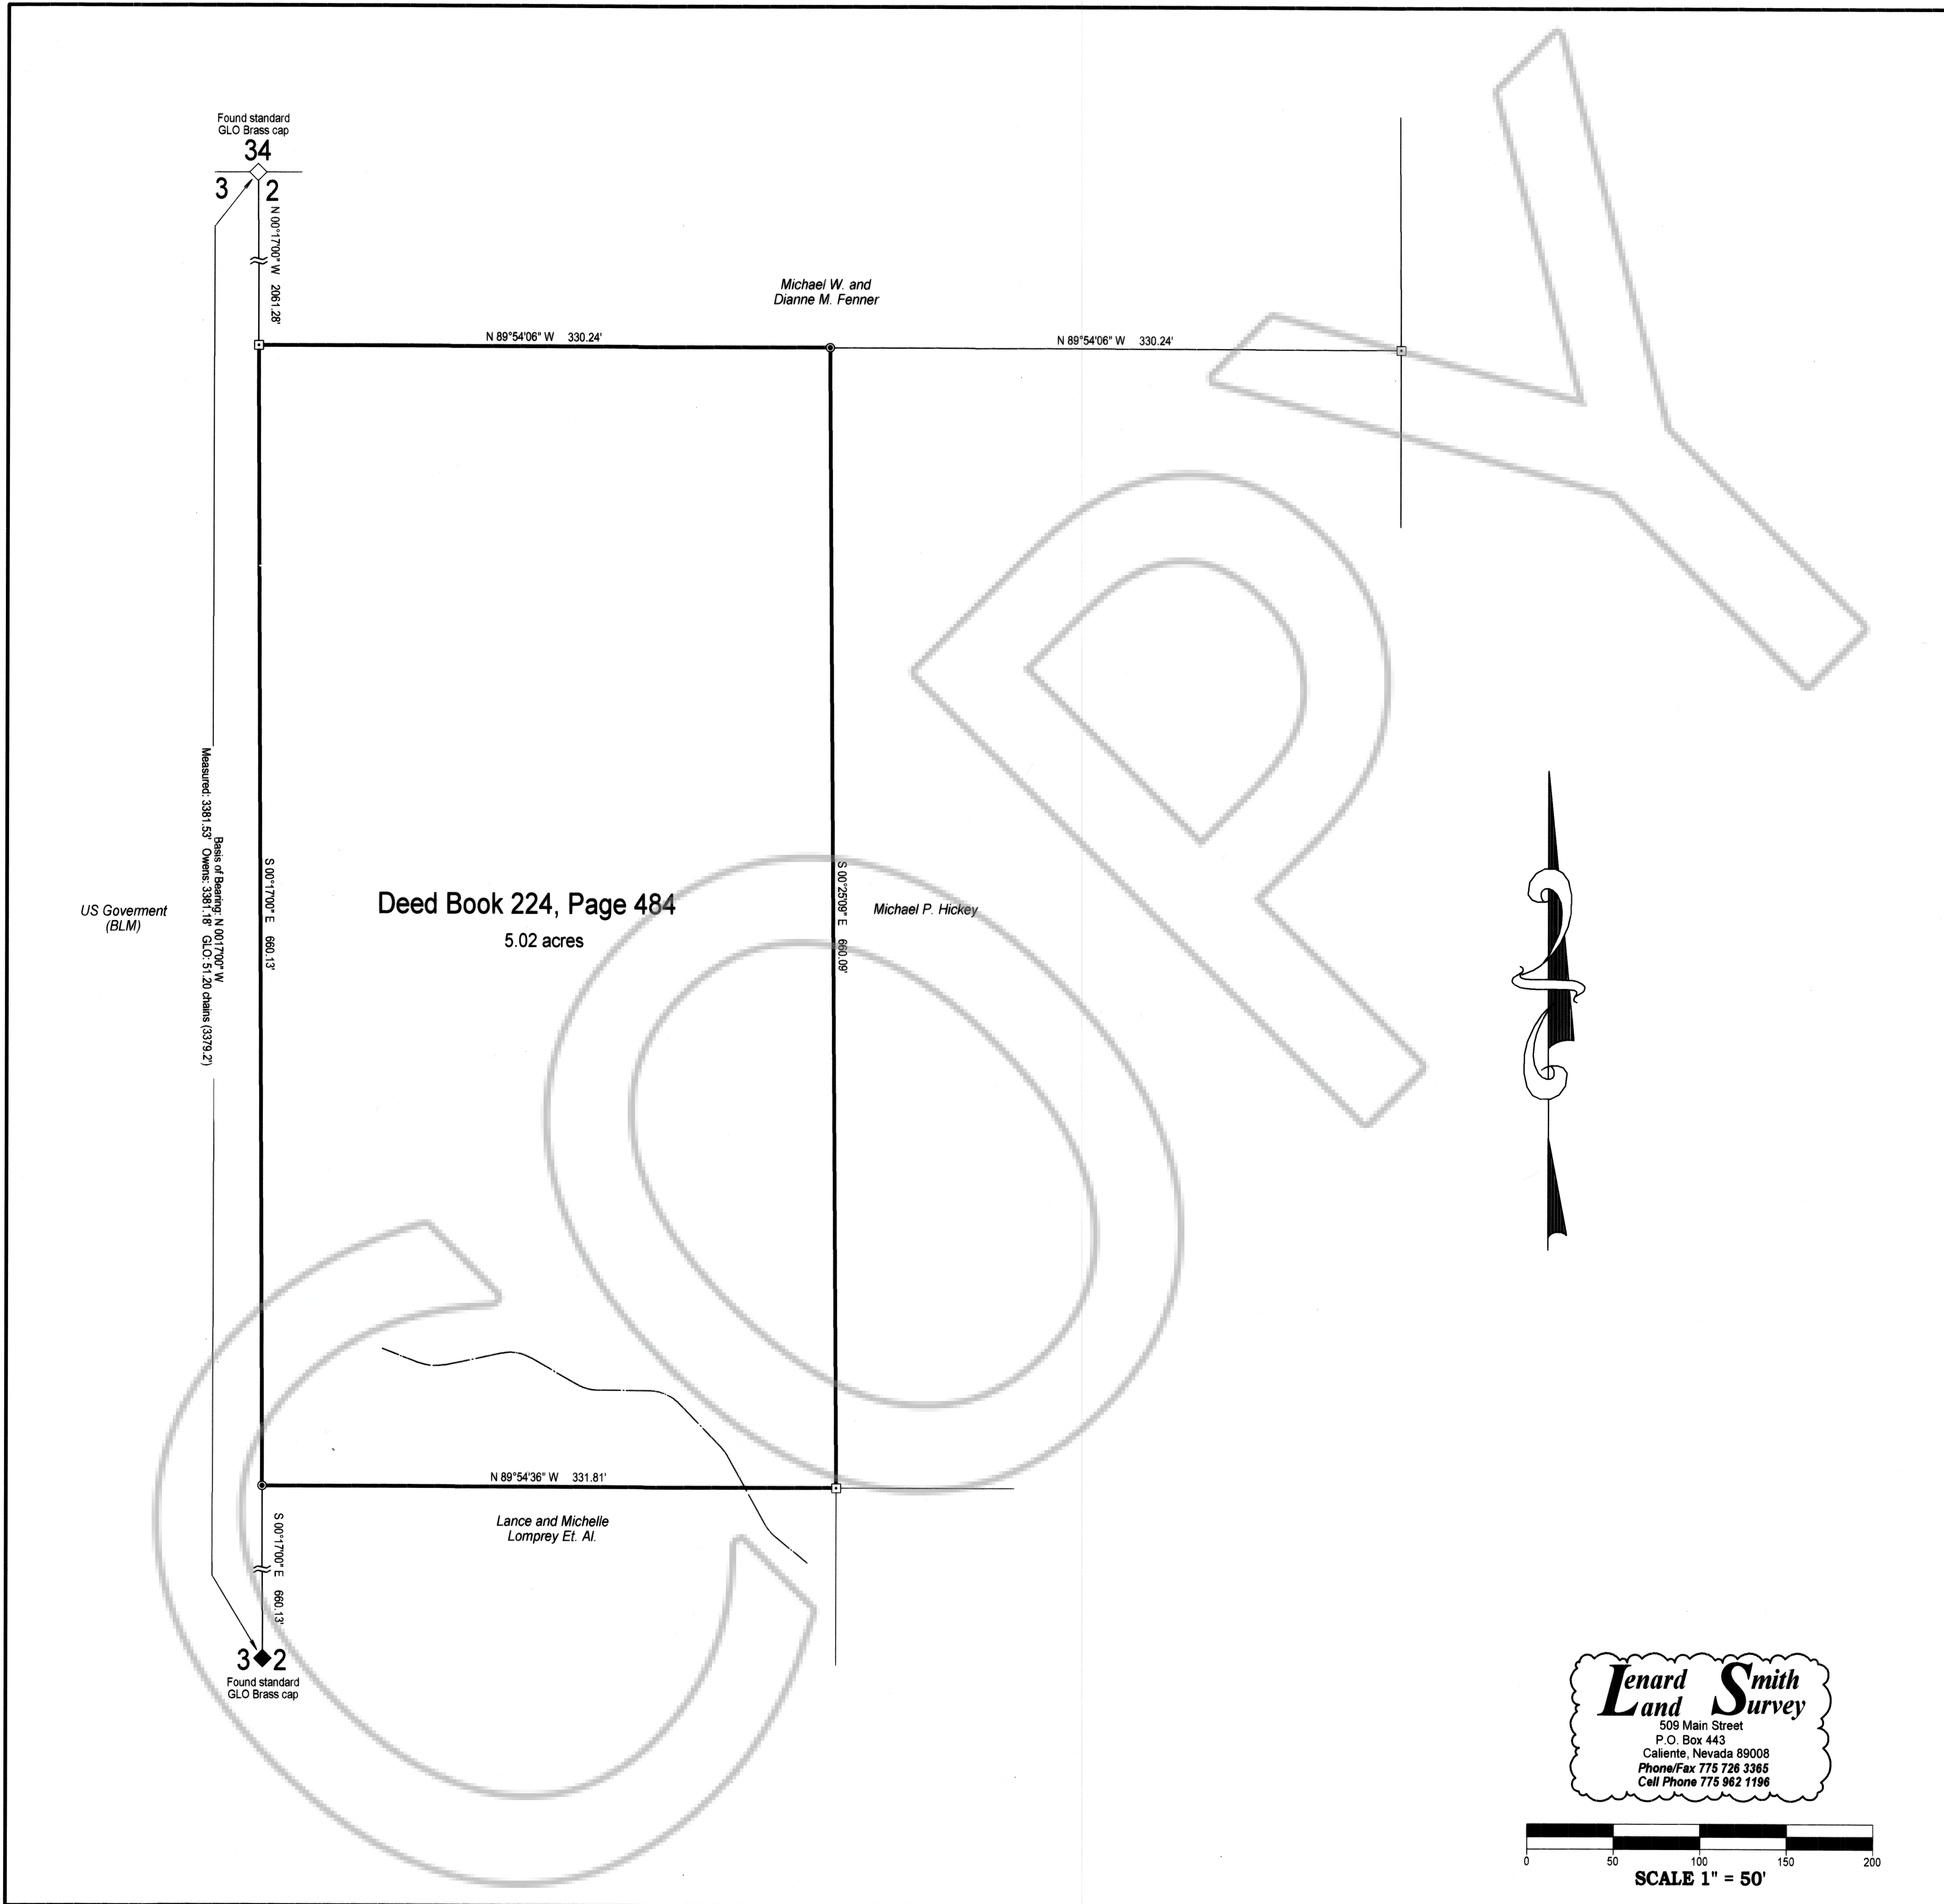 Found standard
GLO Brass cap
34
3 2
N 00°17'00" W 2061.28'
Michael W. and
Dianne M. Fenner
N 89°54'06" W 330.24'
N 89°54'06" W 330.24'
Basis of Bearing: N 0017'00" W
Measured: 3381.53' Owens: 3381.18' GLO: 51.20 chains (3379.2')
S 00°17'00" E 660.13'
S 00°25'09" E 660.09'
US Goverment
(BLM)
Deed Book 224, Page 484
5.02 acres
Michael P. Hickey
N 89°54'36" W 331.81'
Lance and Michelle
Lomprey Et. Al.
S 00°17'00" E 660.13'
3 2
Found standard
GLO Brass cap
Lenard Smith
Land Survey
509 Main Street
P.O. Box 443
Caliente, Nevada 89008
Phone/Fax 775 726 3365
Cell Phone 775 962 1196
0 50 100 150 200
SCALE 1" = 50'
COPY